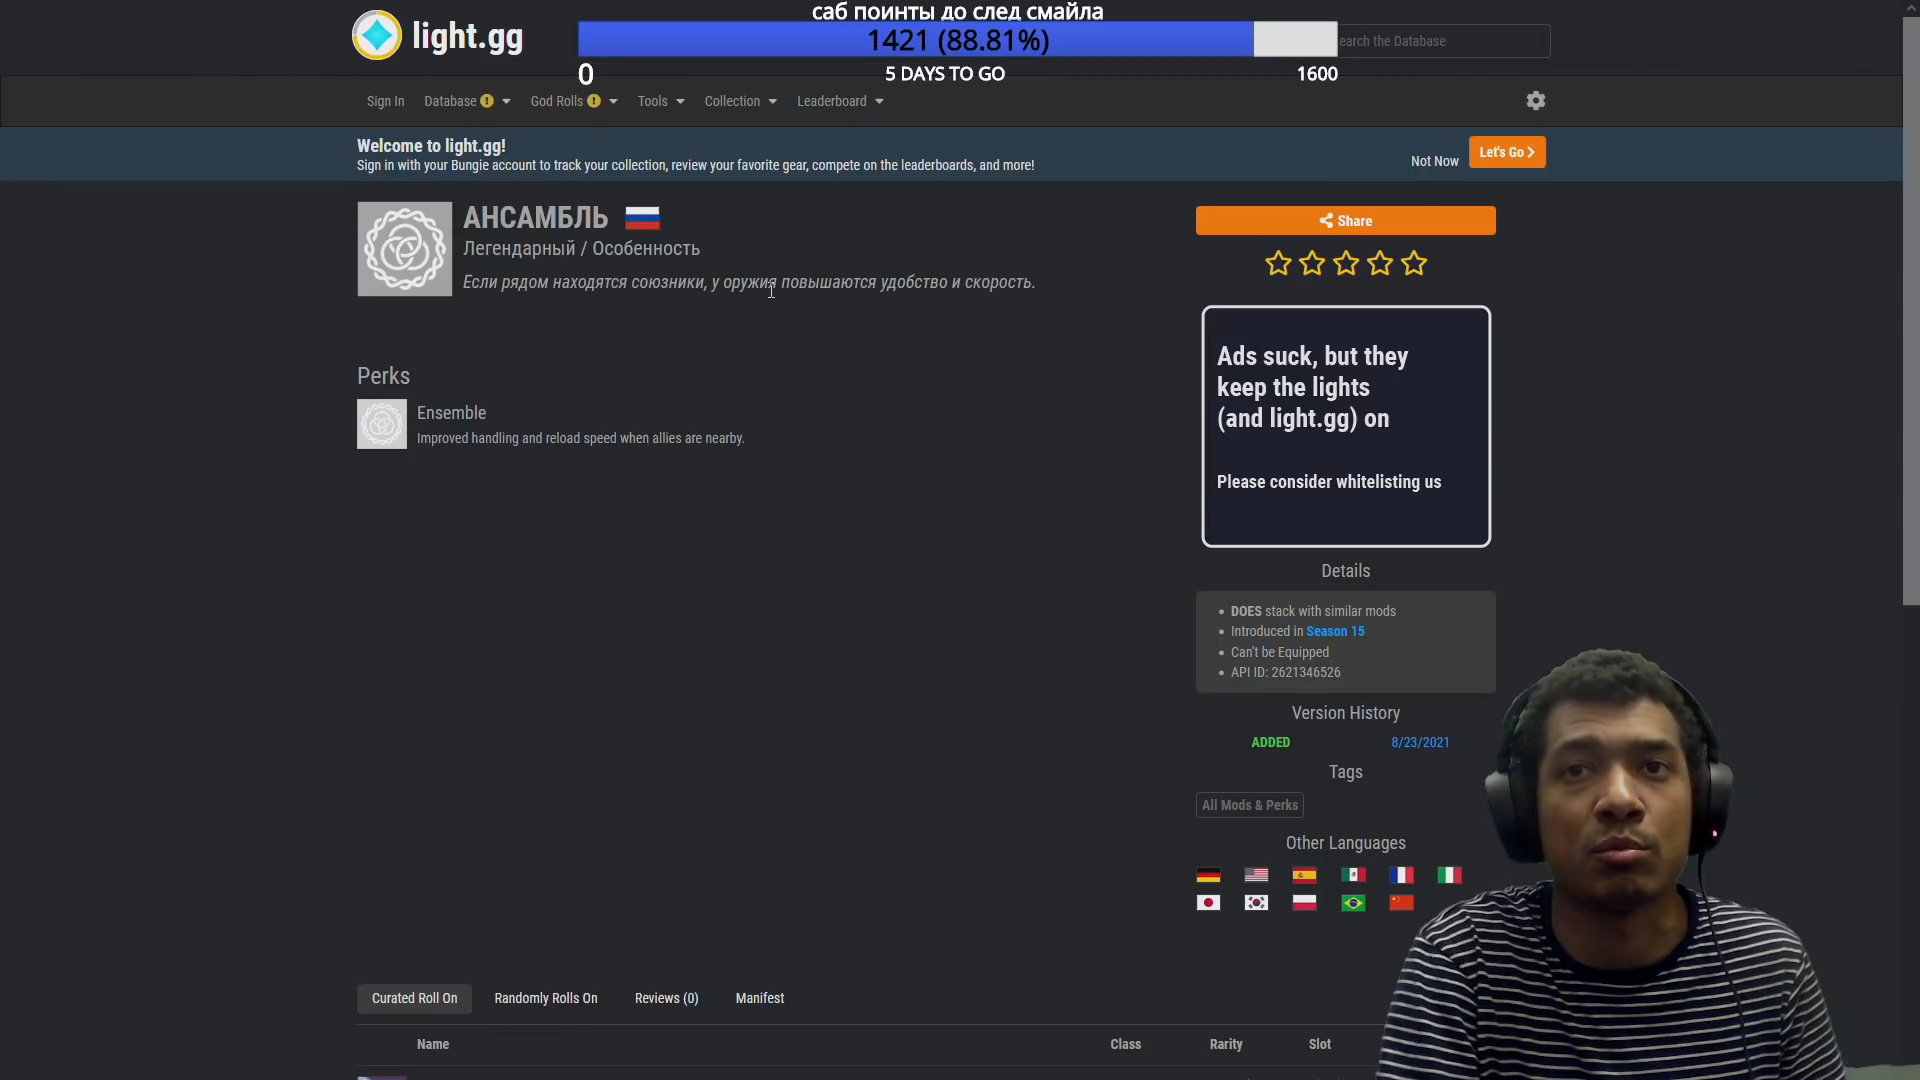 саб поинты до след смайла
light.gg
1421 (88.81%)
earch the Database
0
5 DAYS TO GO
1600
Sign In
Database
God Rolls
Tools
Collection
Leaderboard
Welcome to light.gg!
Sign in with your Bungie account to track your collection, review your favorite gear, compete on the leaderboards, and more!
Not Now
Let's Go
АНСАМБЛЬ
Легендарный / Особенность
Если рядом находятся союзники, у оружия повышаются удобство и скорость.
Perks
Ensemble
Improved handling and reload speed when allies are nearby.
Share
Ads suck, but they
keep the lights
(and light.gg) on
Please consider whitelisting us
Details
DOES stack with similar mods
Introduced in Season 15
Can't be Equipped
API ID: 2621346526
Version History
ADDED
8/23/2021
Tags
All Mods & Perks
Other Languages
Curated Roll On
Randomly Rolls On
Reviews (0)
Manifest
Name
Class
Rarity
Slot